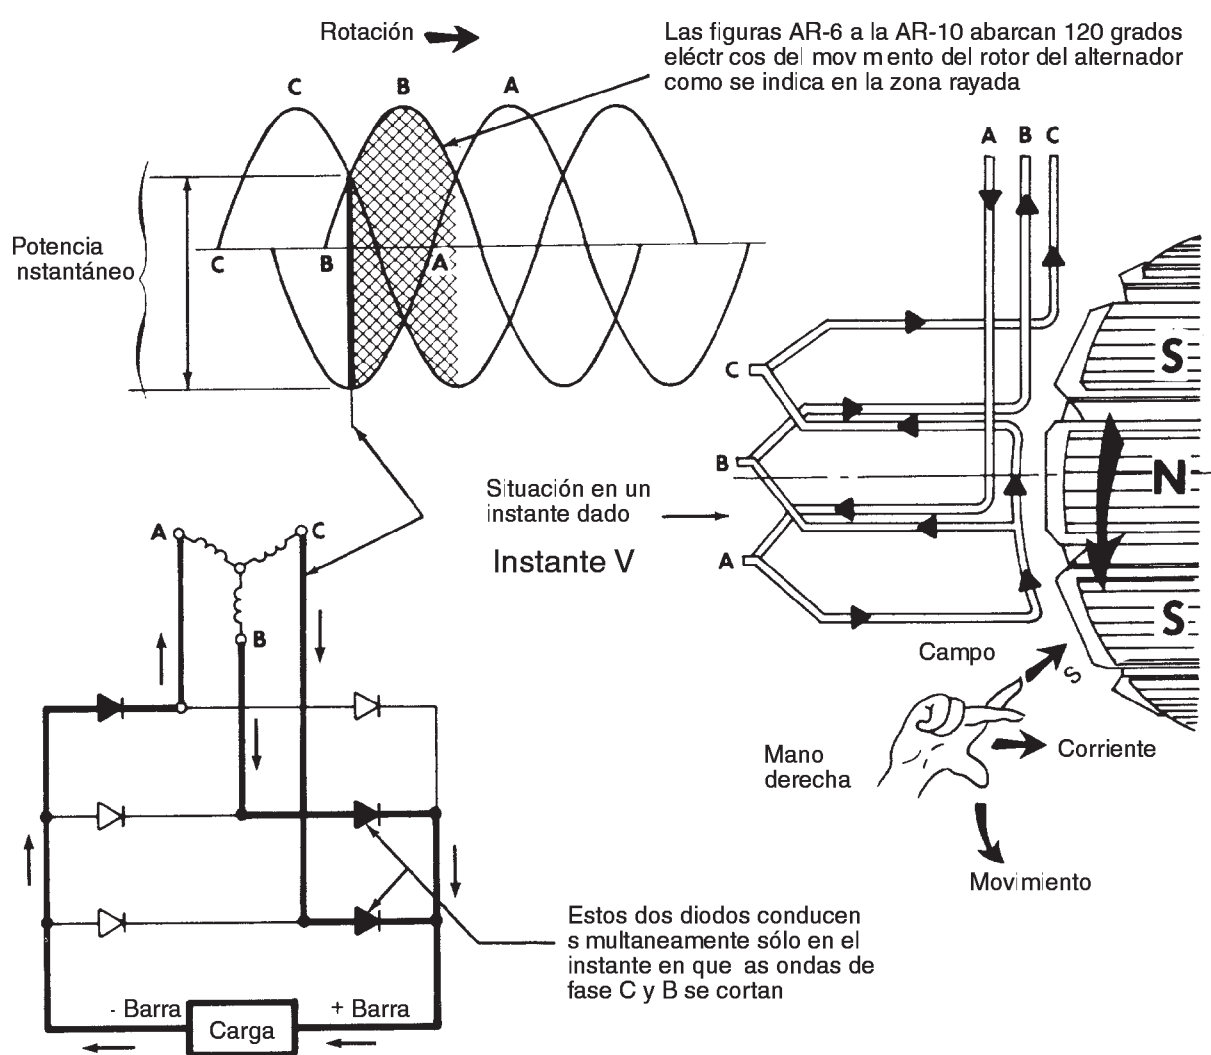 Rotación
Las figuras AR-6 a la AR-10 abarcan 120 grados
eléctr cos del mov m ento del rotor del alternador
como se indica en la zona rayada
C
B
A
A B C
Potencia
nstantáneo
C
B
A
S
C
B
N
Situación en un
instante dado
Instante V
A
C
A
B
S
Campo
S
Corriente
Mano
derecha
Movimiento
Estos dos diodos conducen
s multaneamente sólo en el
instante en que as ondas de
fase C y B se cortan
- Barra
+ Barra
Carga